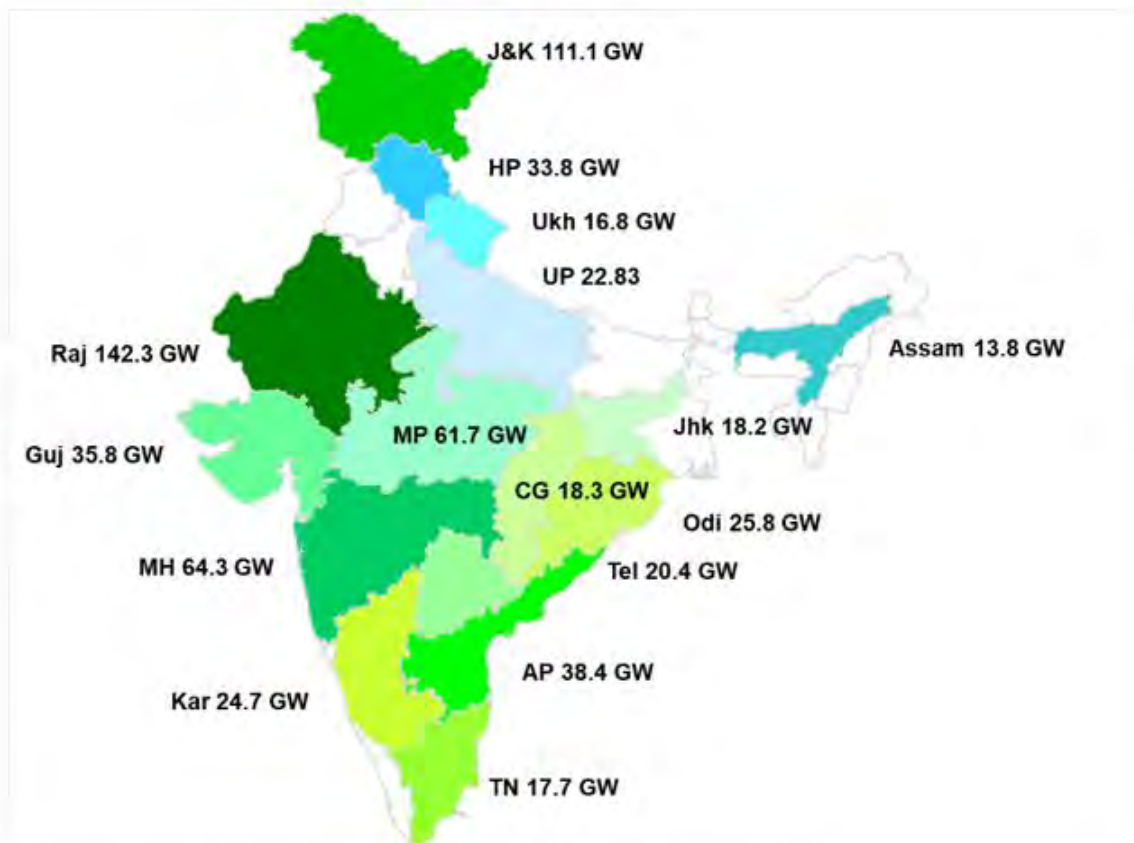 J&K 111.1 GW
HP 33.8 GW
Ukh 16.8 GW
UP 22.83
Raj 142.3 GW
Assam 13.8 GW
Guj 35.8 GW
MP 61.7 GW
Jhk 18.2 GW
CG 18.3 GW
Odi 25.8 GW
MH 64.3 GW
Tel 20.4 GW
AP 38.4 GW
Kar 24.7 GW
TN 17.7 GW